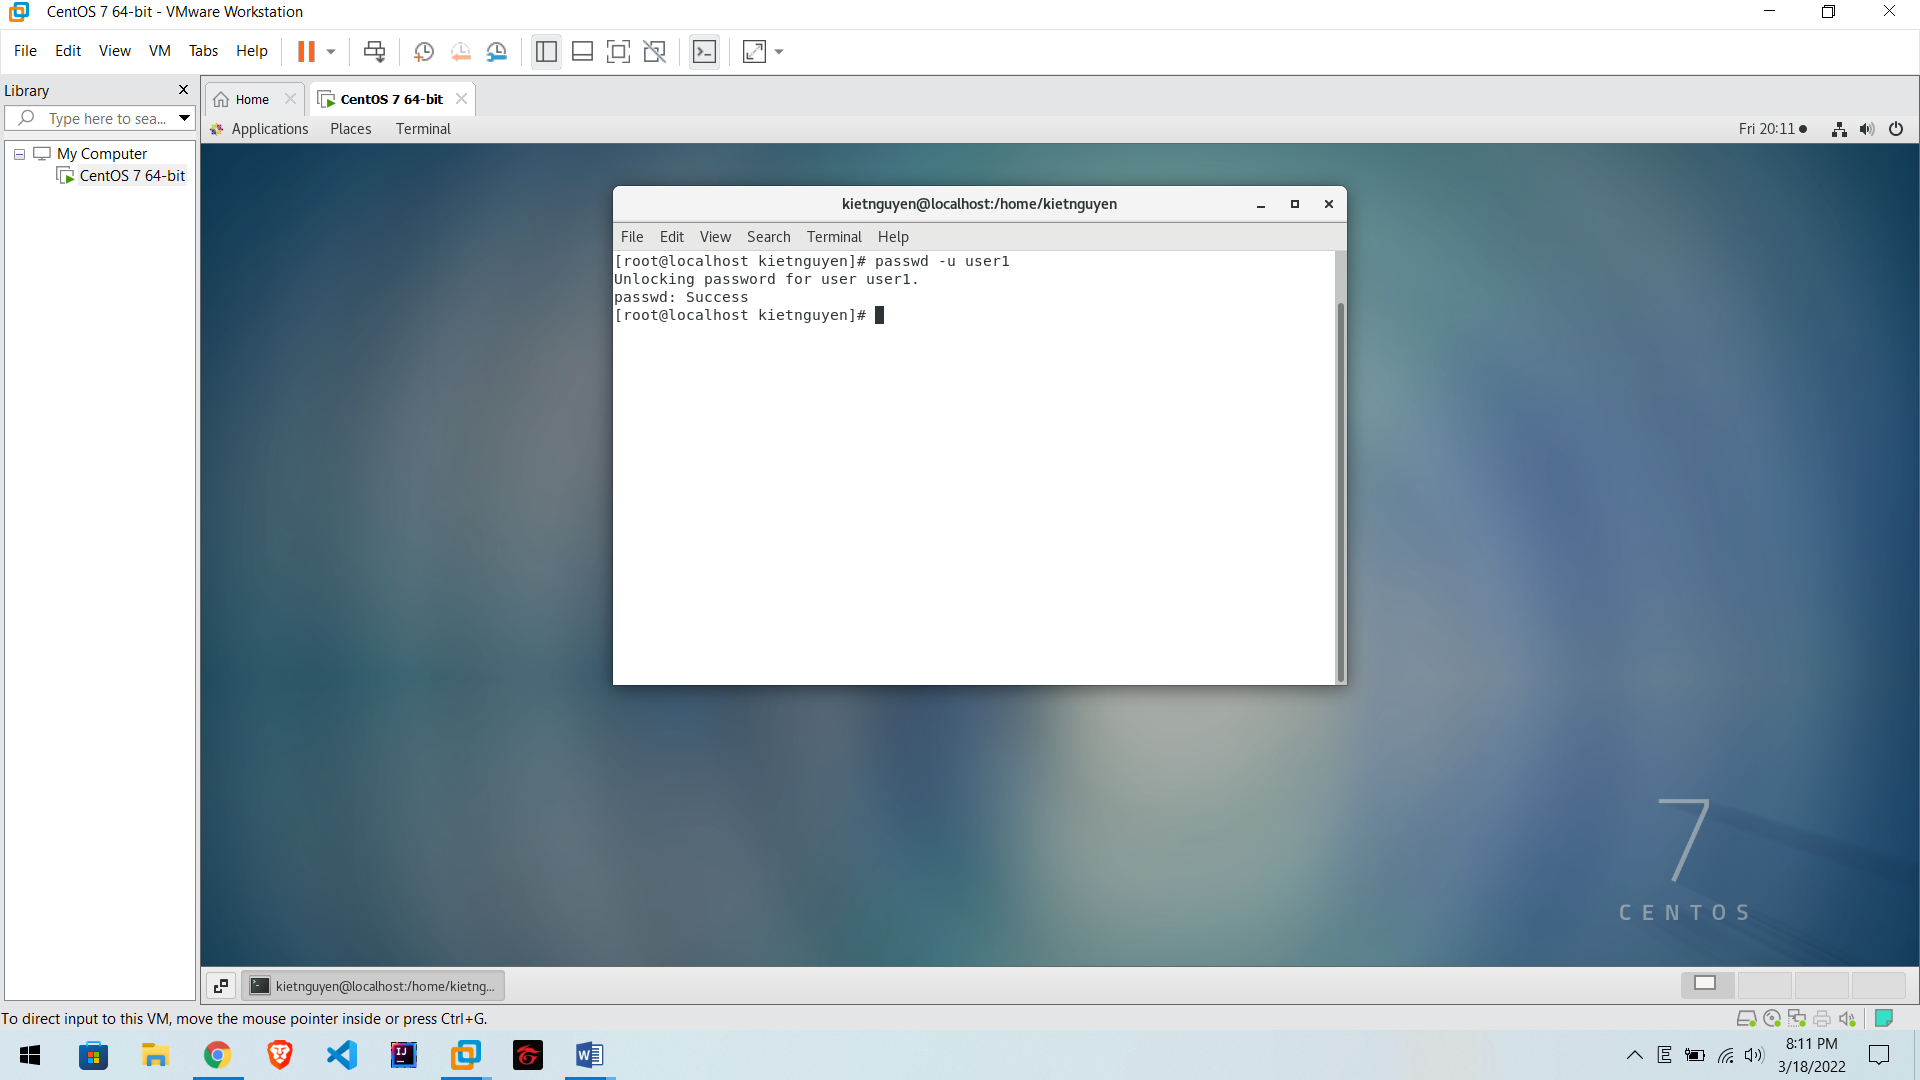 CentOS 7 64-bit - VMware Workstation
File Edit View VM Tabs Help
Library
Type here to sea...
My Computer
CentOS 7 64-bit
Home
CentOS 7 64-bit
Applications Places Terminal
Fri 20:11
kietnguyen@localhost:/home/kietnguyen
File Edit View Search Terminal Help
[root@localhost kietnguyen]# passwd -u user1
Unlocking password for user user1.
passwd: Success
[root@localhost kietnguyen]#
7
CENTOS
kietnguyen@localhost:/home/kietng...
To direct input to this VM, move the mouse pointer inside or press Ctrl+G.
IJ
W
E
8:11 PM
3/18/2022